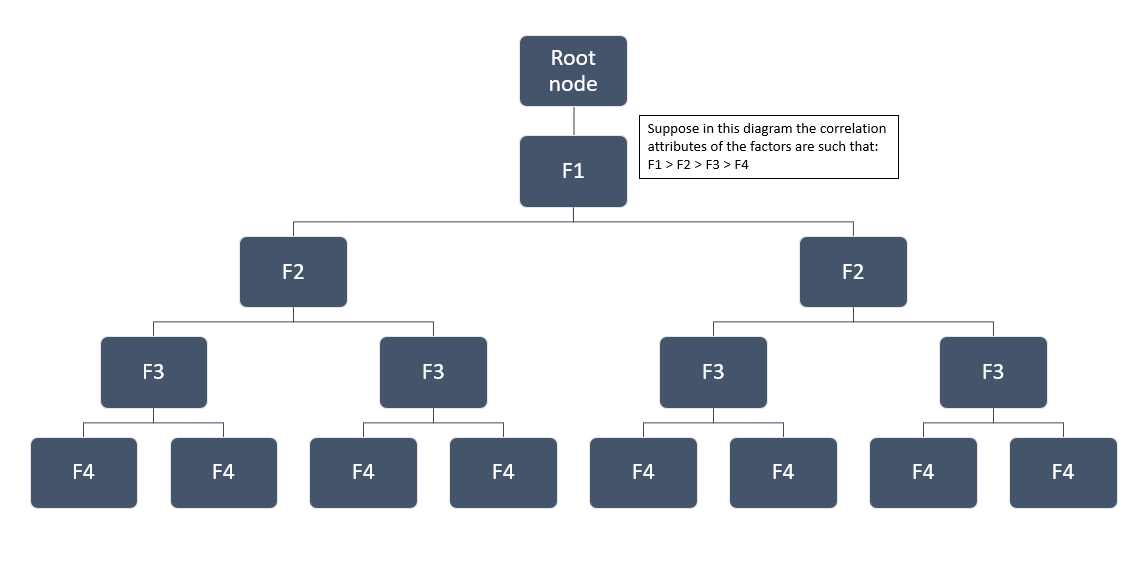 Root
node
Suppose in this diagram the correlation
attributes of the factors are such that:
F1 > F2 > F3 > F4
F1
F2
F2
F3
F3
F3
F3
F4
F4
F4
F4
F4
F4
F4
F4